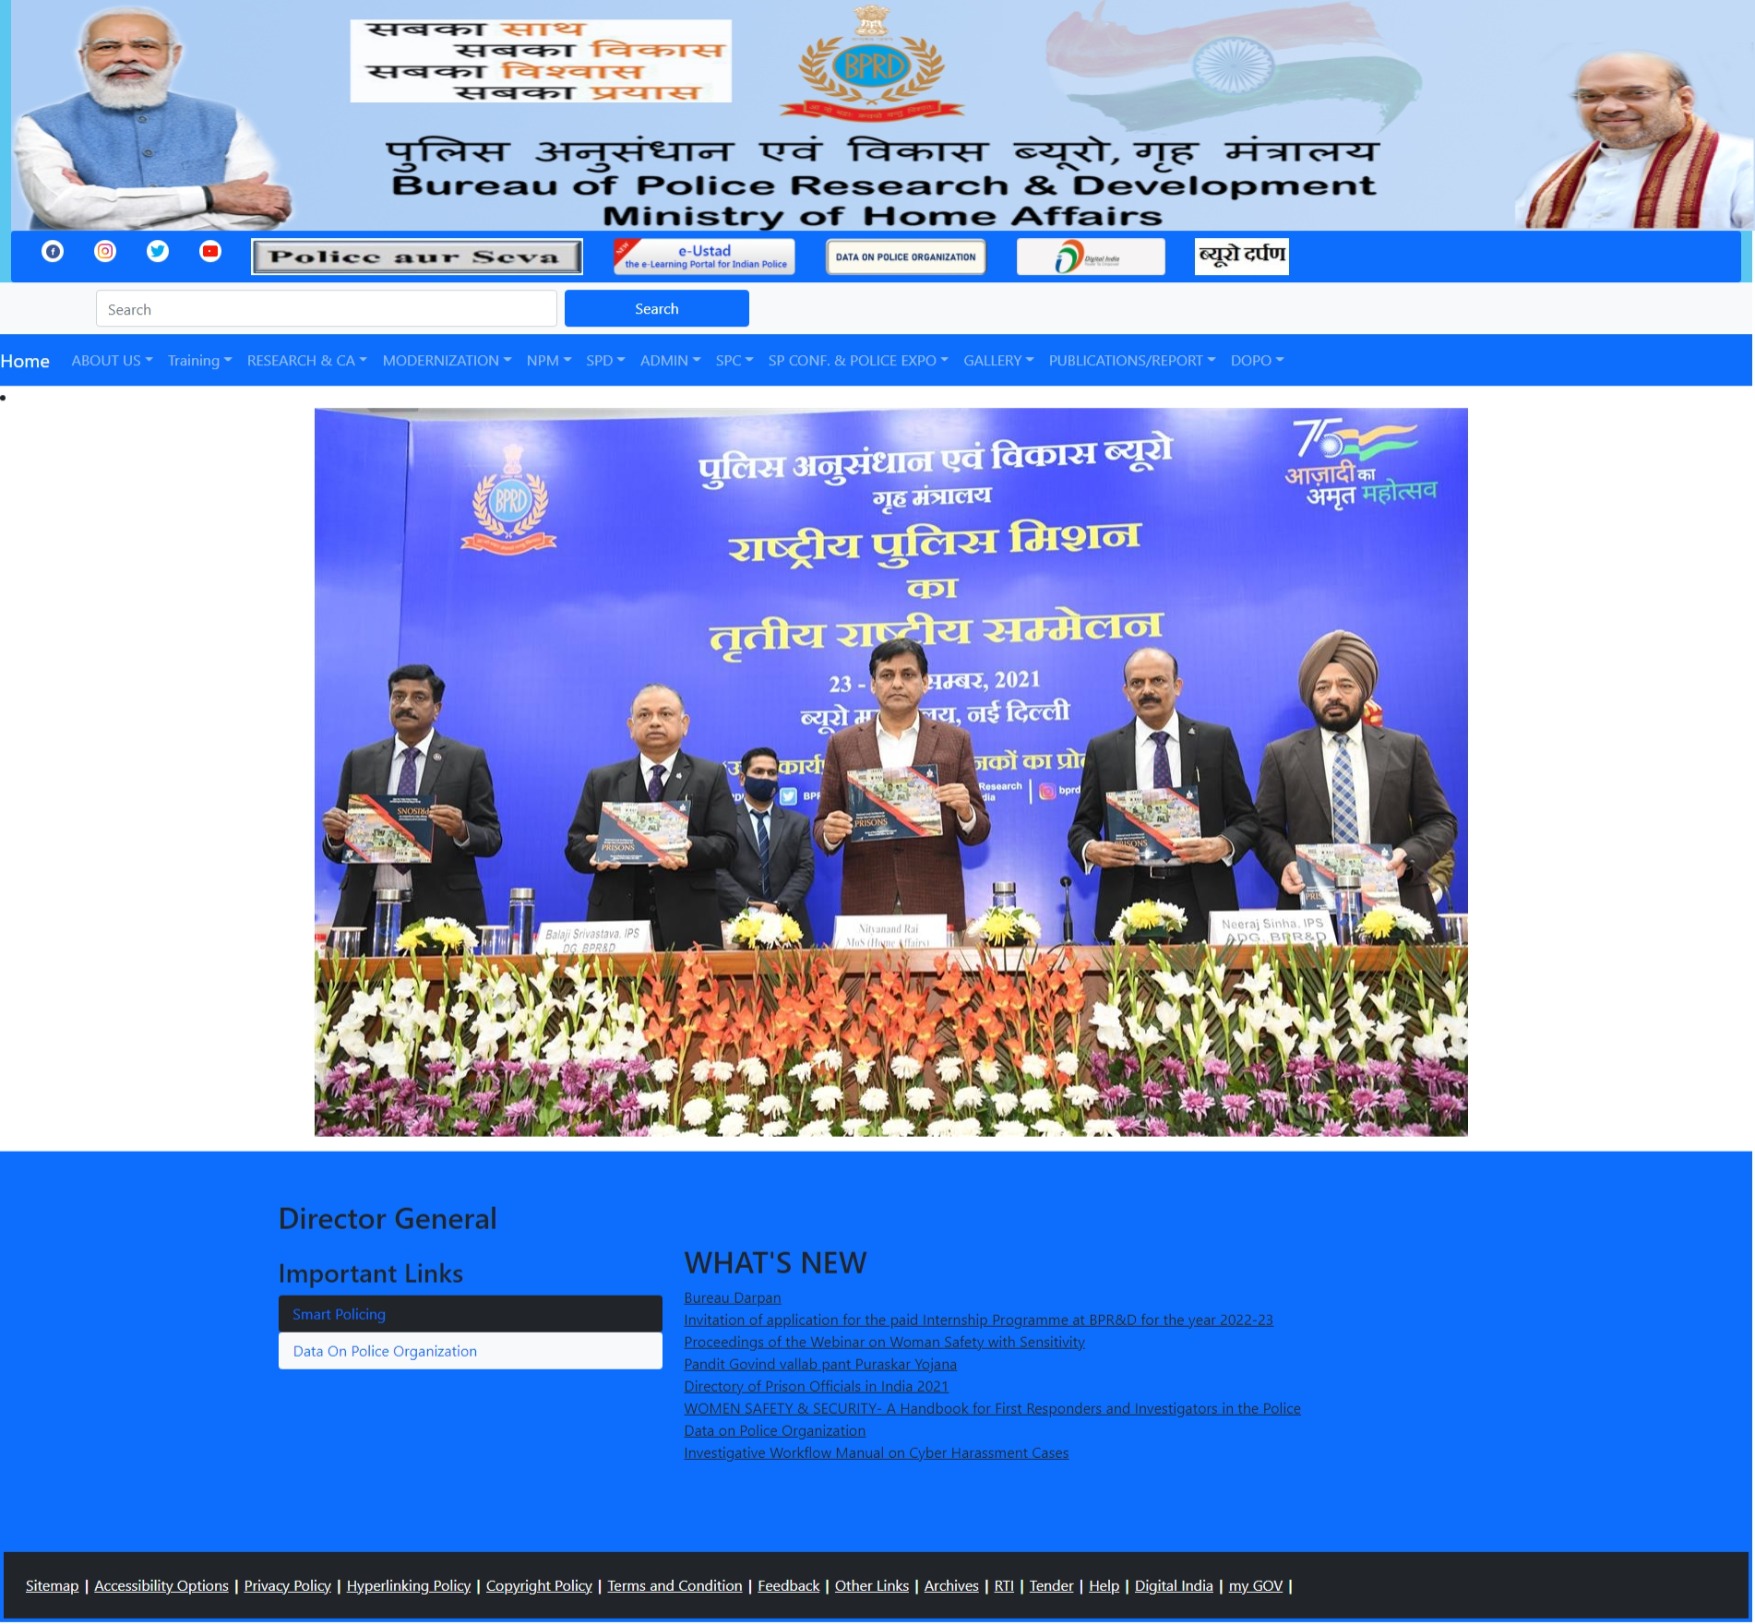 सबका साथ
सबका विकास
सबका विश्वास
सबका प्रयास
BPRD
पुलिस अनुसंधान एवं विकास ब्यूरो, गृह मंत्रालय
Bureau of Police Research & Development
Ministry of Home Affairs
Police aur Seva
NEW
e-Ustad
the e-Learning Portal for Indian Police
DATA ON POLICE ORGANIZATION
Digital India
ब्यूरो दर्पण
Search
Search
Home ABOUT US Training RESEARCH & CA MODERNIZATION NPM SPD ADMIN SPC SP CONF. & POLICE EXPO GALLERY PUBLICATIONS/REPORT DOPO
BPRD
पुलिस अनुसंधान एवं विकास ब्यूरो
गृह मंत्रालय
75
आज़ादी का
अमृत महोत्सव
राष्ट्रीय पुलिस मिशन
का
तृतीय राष्ट्रीय सम्मेलन
23 - सम्बर, 2021
ब्यूरो नई दिल्ली
का
Research
bprd
PRISONS
PRISONS
PRISONS
PRISONS
PRISONS
Balaji Srivastava, IPS
DG, BPR&D
Nityanand Rai
MoS (Home Affairs)
Neeraj Sinha, IPS
ADG, BPR&D
Director General
Important Links
Smart Policing
Data On Police Organization
WHAT'S NEW
Bureau Darpan
Invitation of application for the paid Internship Programme at BPR&D for the year 2022-23
Proceedings of the Webinar on Woman Safety with Sensitivity
Pandit Govind vallab pant Puraskar Yojana
Directory of Prison Officials in India 2021
WOMEN SAFETY & SECURITY- A Handbook for First Responders and Investigators in the Police
Data on Police Organization
Investigative Workflow Manual on Cyber Harassment Cases
Sitemap | Accessibility Options | Privacy Policy | Hyperlinking Policy | Copyright Policy | Terms and Condition | Feedback | Other Links | Archives | RTI | Tender | Help | Digital India | my GOV |